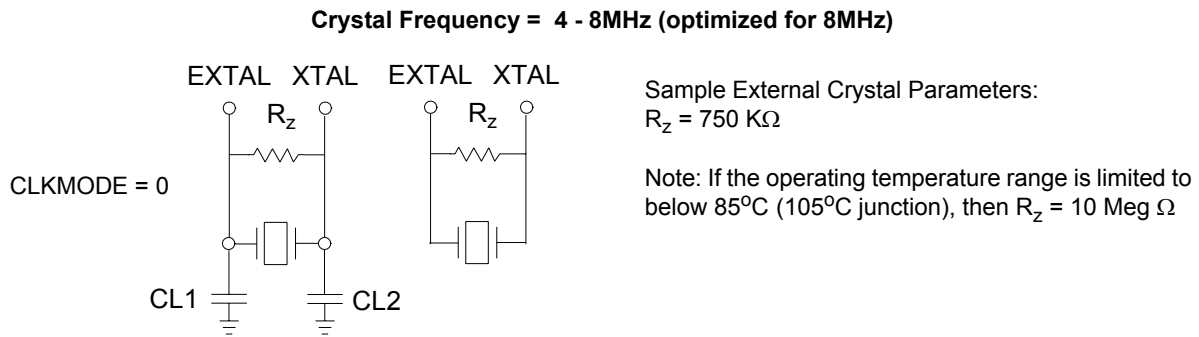 Crystal Frequency = 4 - 8MHz (optimized for 8MHz)
EXTAL XTAL EXTAL XTAL
Rz Rz
CLKMODE = 0
CL1 CL2
Sample External Crystal Parameters:
Rz = 750 KΩ
Note: If the operating temperature range is limited to
below 85oC (105oC junction), then Rz = 10 Meg Ω